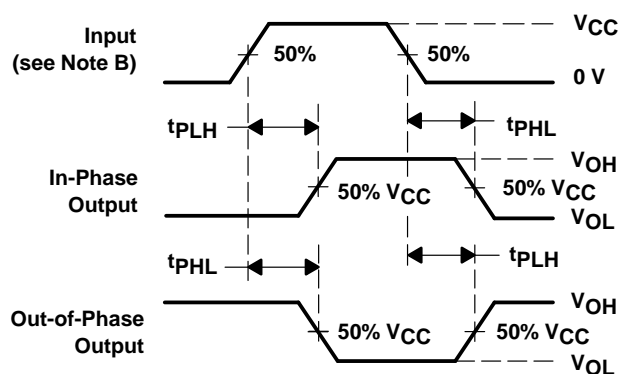 Input
(see Note B)
50%
50%
VCC
0 V
tPLH
tPHL
In-Phase
Output
50% VCC
50% VCC
VOH
VOL
tPHL
tPLH
Out-of-Phase
Output
50% VCC
50% VCC
VOH
VOL